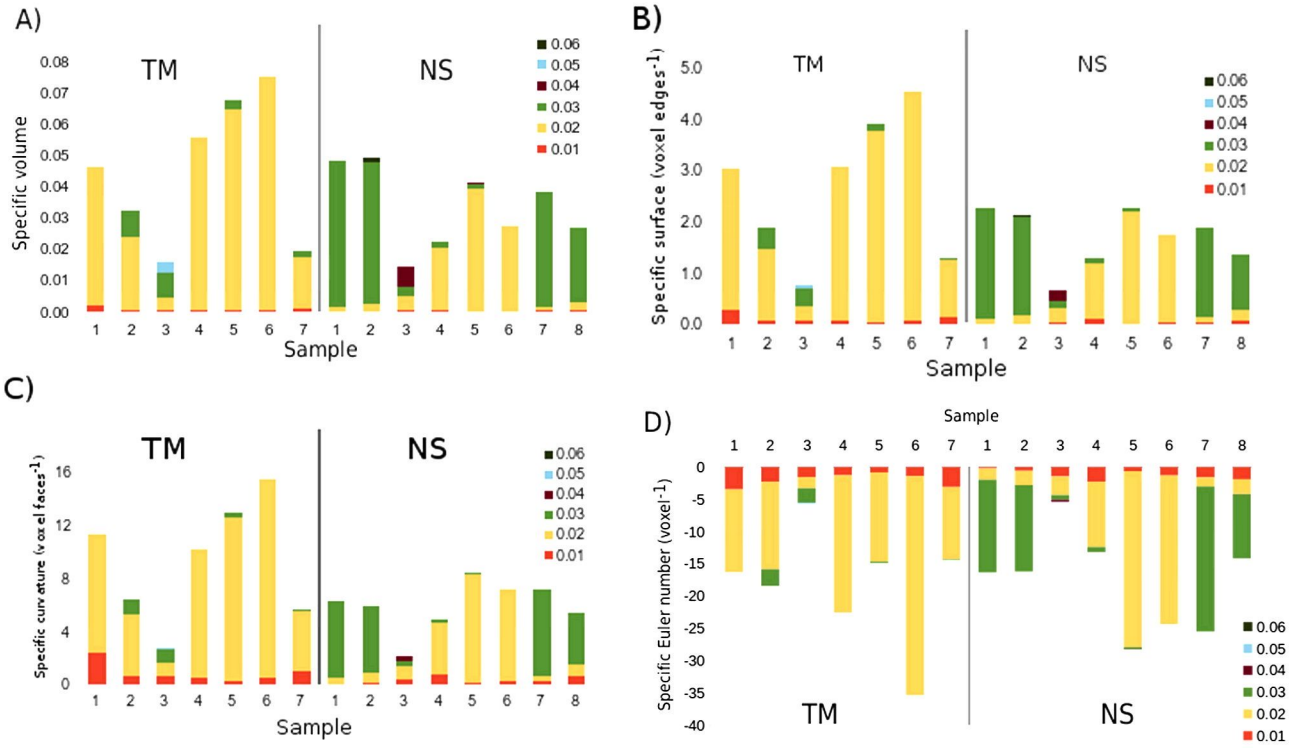 A)
TM
NS
0.06
0.05
0.04
0.03
0.02
0.01
Specific volume
0.08
0.07
0.06
0.05
0.04
0.03
0.02
0.01
0.00
1 2 3 4 5 6 7 1 2 3 4 5 6 7 8
Sample
B)
TM
NS
0.06
0.05
0.04
0.03
0.02
0.01
Specific surface (voxel edges-1)
5.0
4.0
3.0
2.0
1.0
0.0
1 2 3 4 5 6 7 1 2 3 4 5 6 7 8
Sample
C)
TM
NS
0.06
0.05
0.04
0.03
0.02
0.01
Specific curvature (voxel faces-1)
16
12
8
4
0
1 2 3 4 5 6 7 1 2 3 4 5 6 7 8
Sample
D)
Sample
1 2 3 4 5 6 7 1 2 3 4 5 6 7 8
Specific Euler number (voxel-1)
0
-5
-10
-15
-20
-25
-30
-35
-40
TM
NS
0.06
0.05
0.04
0.03
0.02
0.01